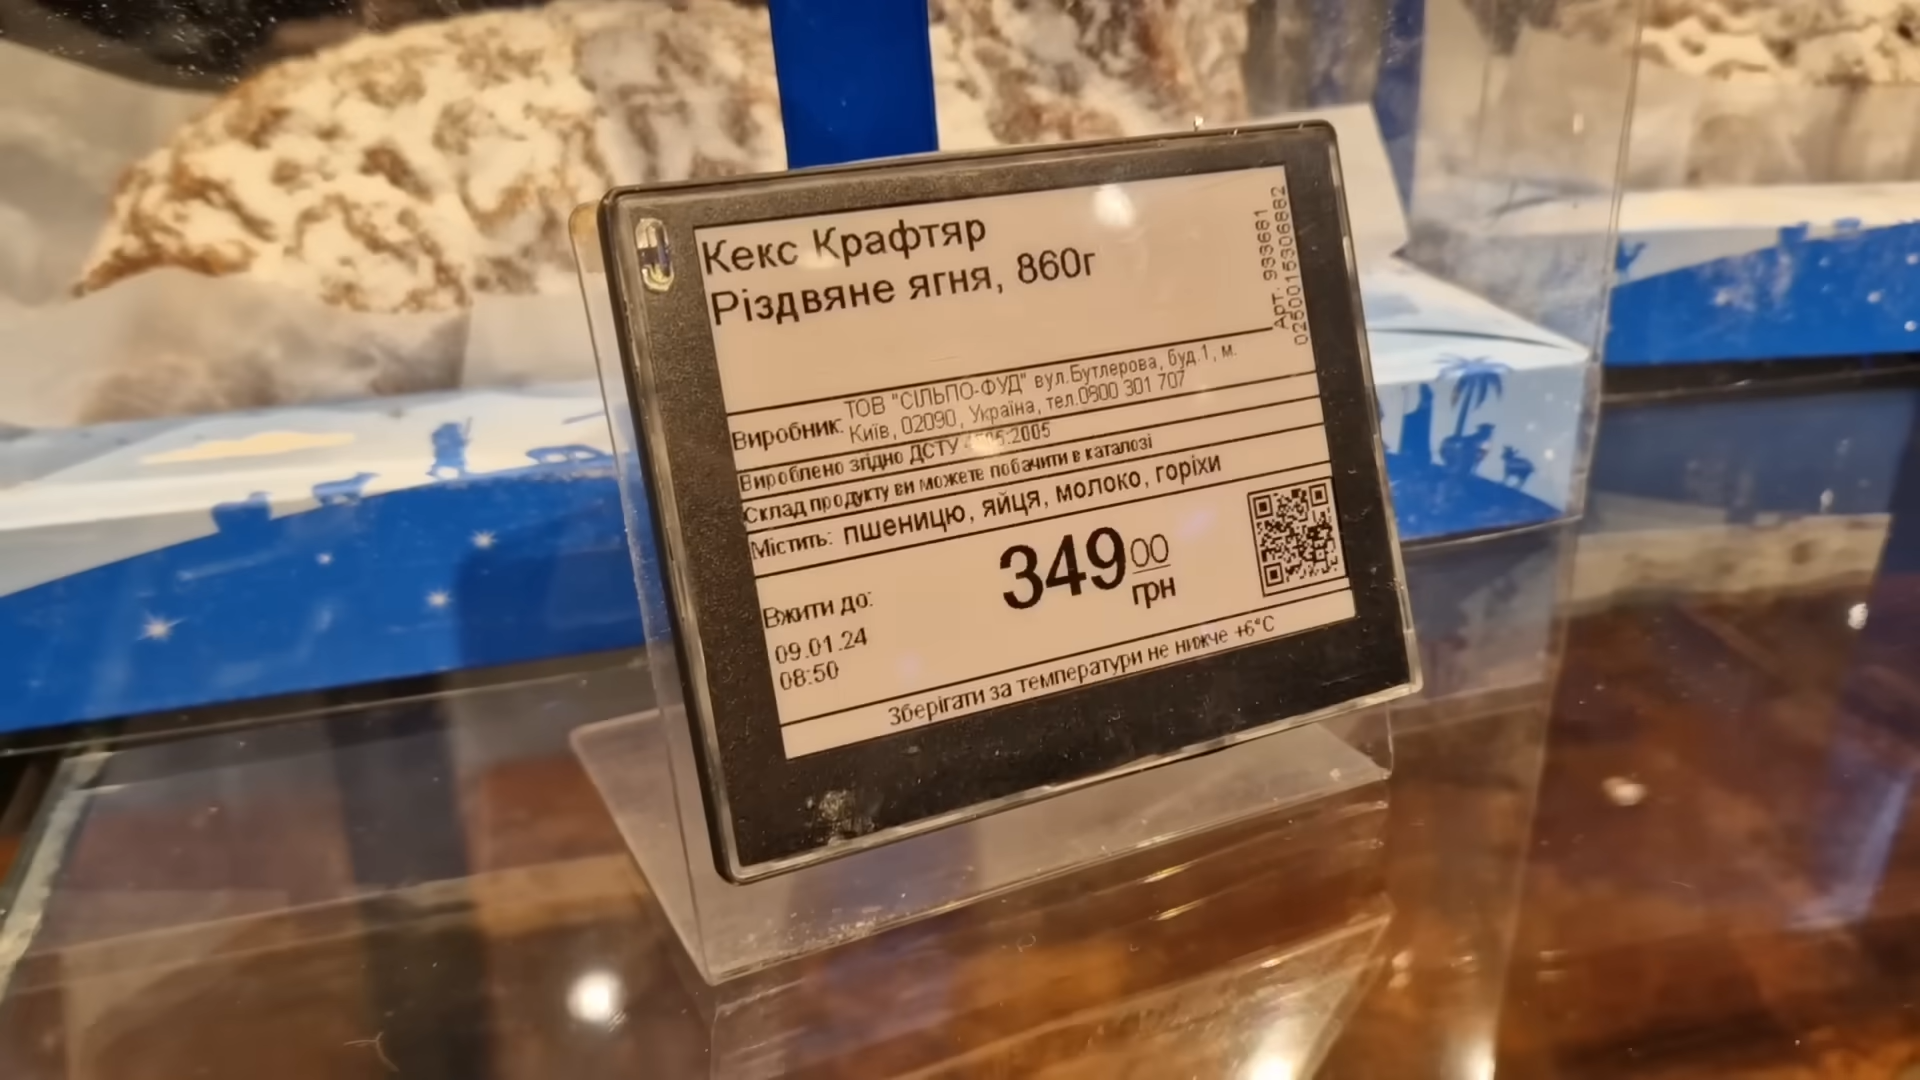 Кекс Крафтяр
Різдвяне ягня, 860г
Арт. 933681
0250015306882
Виробник: ТОВ "СІЛЬПО-ФУД" вул.Бутлерова, буд.1, м.
Київ, 02090, Україна, тел.0800 301 707
Вироблено згідно ДСТУ :2005
Склад продукту ви можете побачити в каталозі
Містить: пшеницю, яйця, молоко, горіхи
349 00
грн
Вжити до:
09.01.24
08:50
Зберігати за температури не нижче +6°C